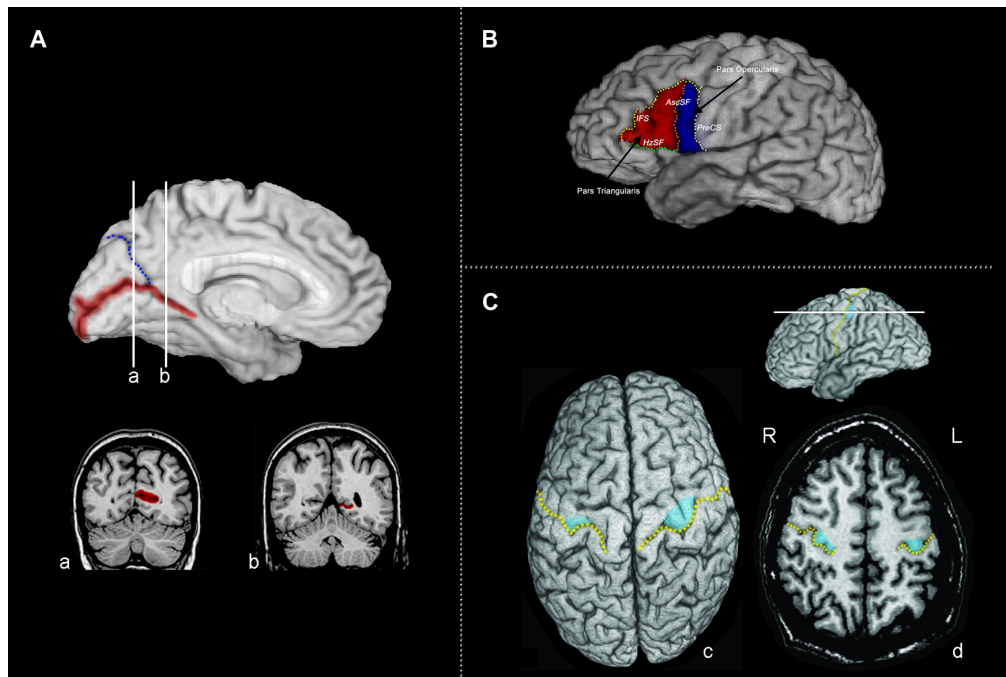 A
a
b
a
b
B
Pars Opercularis
AscSF
IFS
PreCS
HzSF
Pars Triangularis
C
R
L
c
d